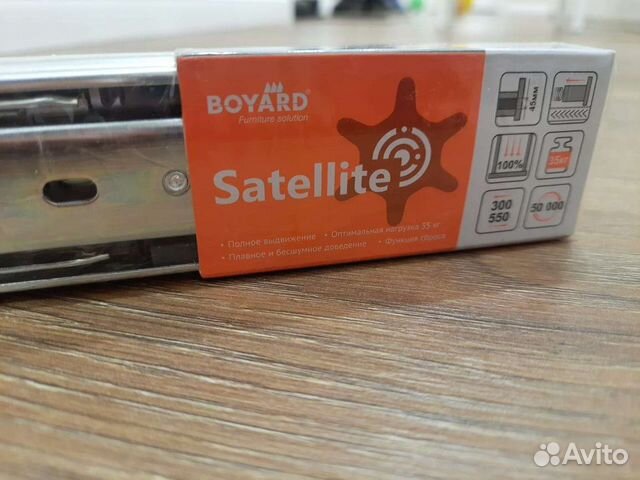 BOYARD®
Furniture solution
Satellite
• Полное выдвижение • Оптимальная нагрузка 35 кг
• Плавное и бесшумное доведение • Функция сброса
45мм
100%
35кг
300
550
50 000
Avito